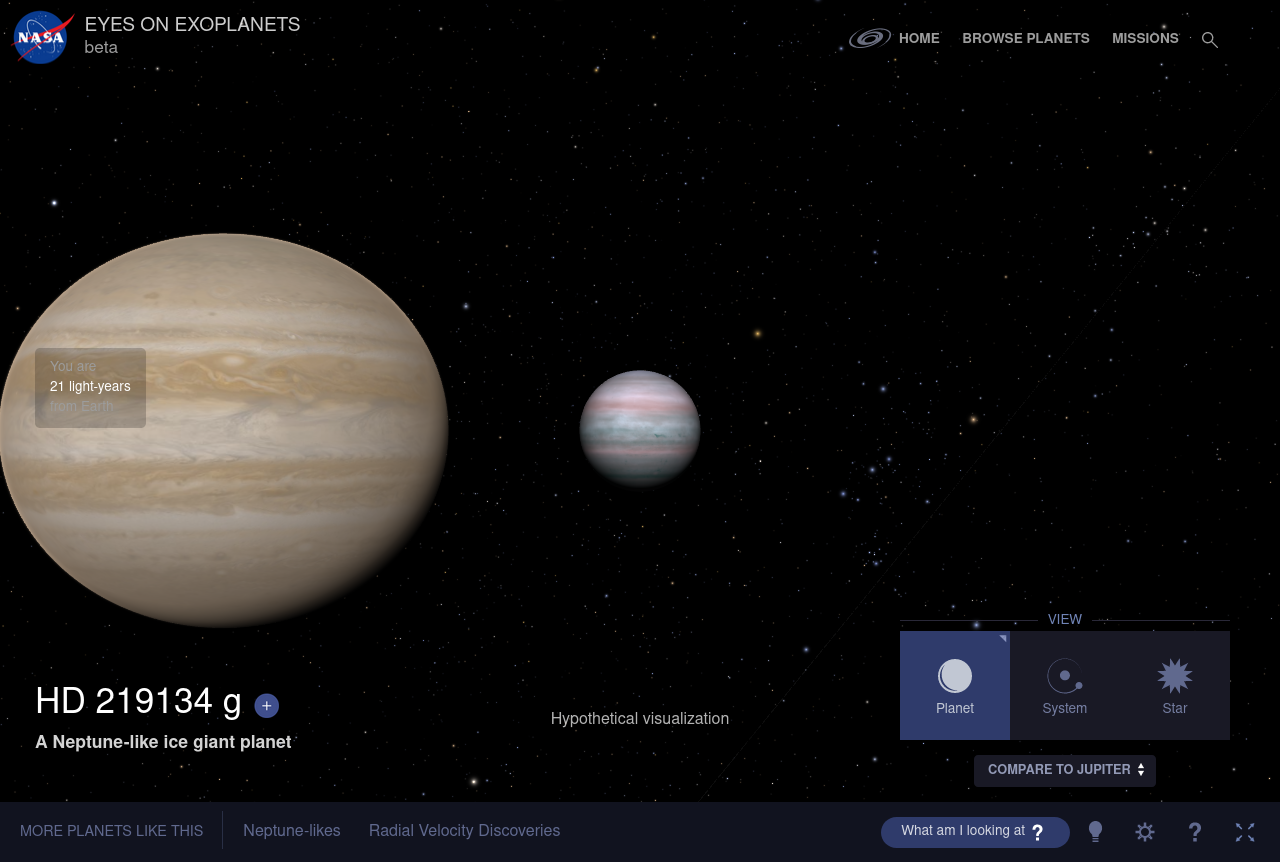 NASA
EYES ON EXOPLANETS
beta
HOME
BROWSE PLANETS
MISSIONS
You are
21 light-years
from Earth
HD 219134 g +
A Neptune-like ice giant planet
Hypothetical visualization
VIEW
Planet
System
Star
COMPARE TO JUPITER
MORE PLANETS LIKE THIS
Neptune-likes
Radial Velocity Discoveries
What am I looking at ?
?